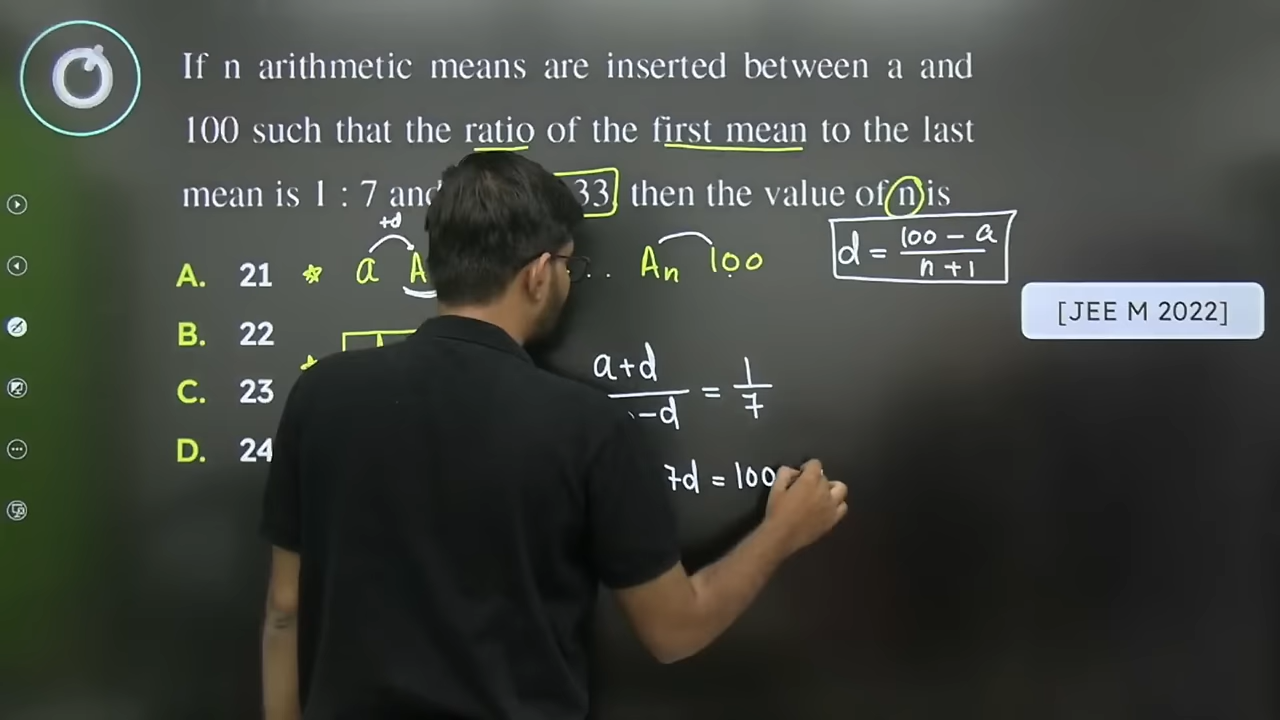 If n arithmetic means are inserted between a and
100 such that the ratio of the first mean to the last
mean is 1 : 7 and 33, then the value of n is
A. 21
B. 22
C. 23
D. 24
a +d A .. An 100
d = 100 - a / n + 1
[JEE M 2022]
a+d / -d = 1 / 7
7d = 100